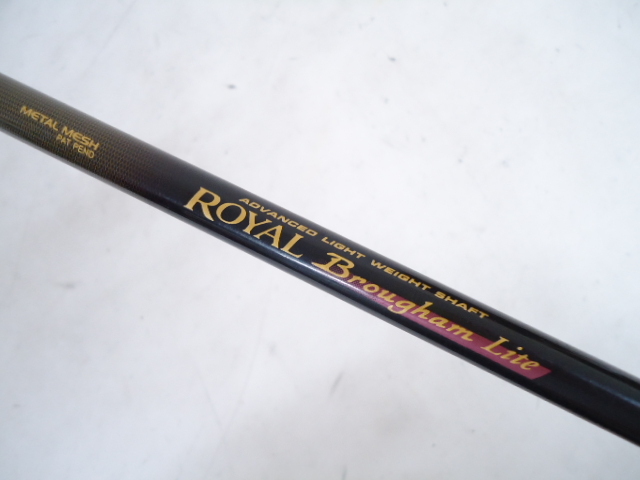 METAL MESH
PAT PEND
ADVANCED LIGHT WEIGHT SHAFT
ROYAL Brougham Lite